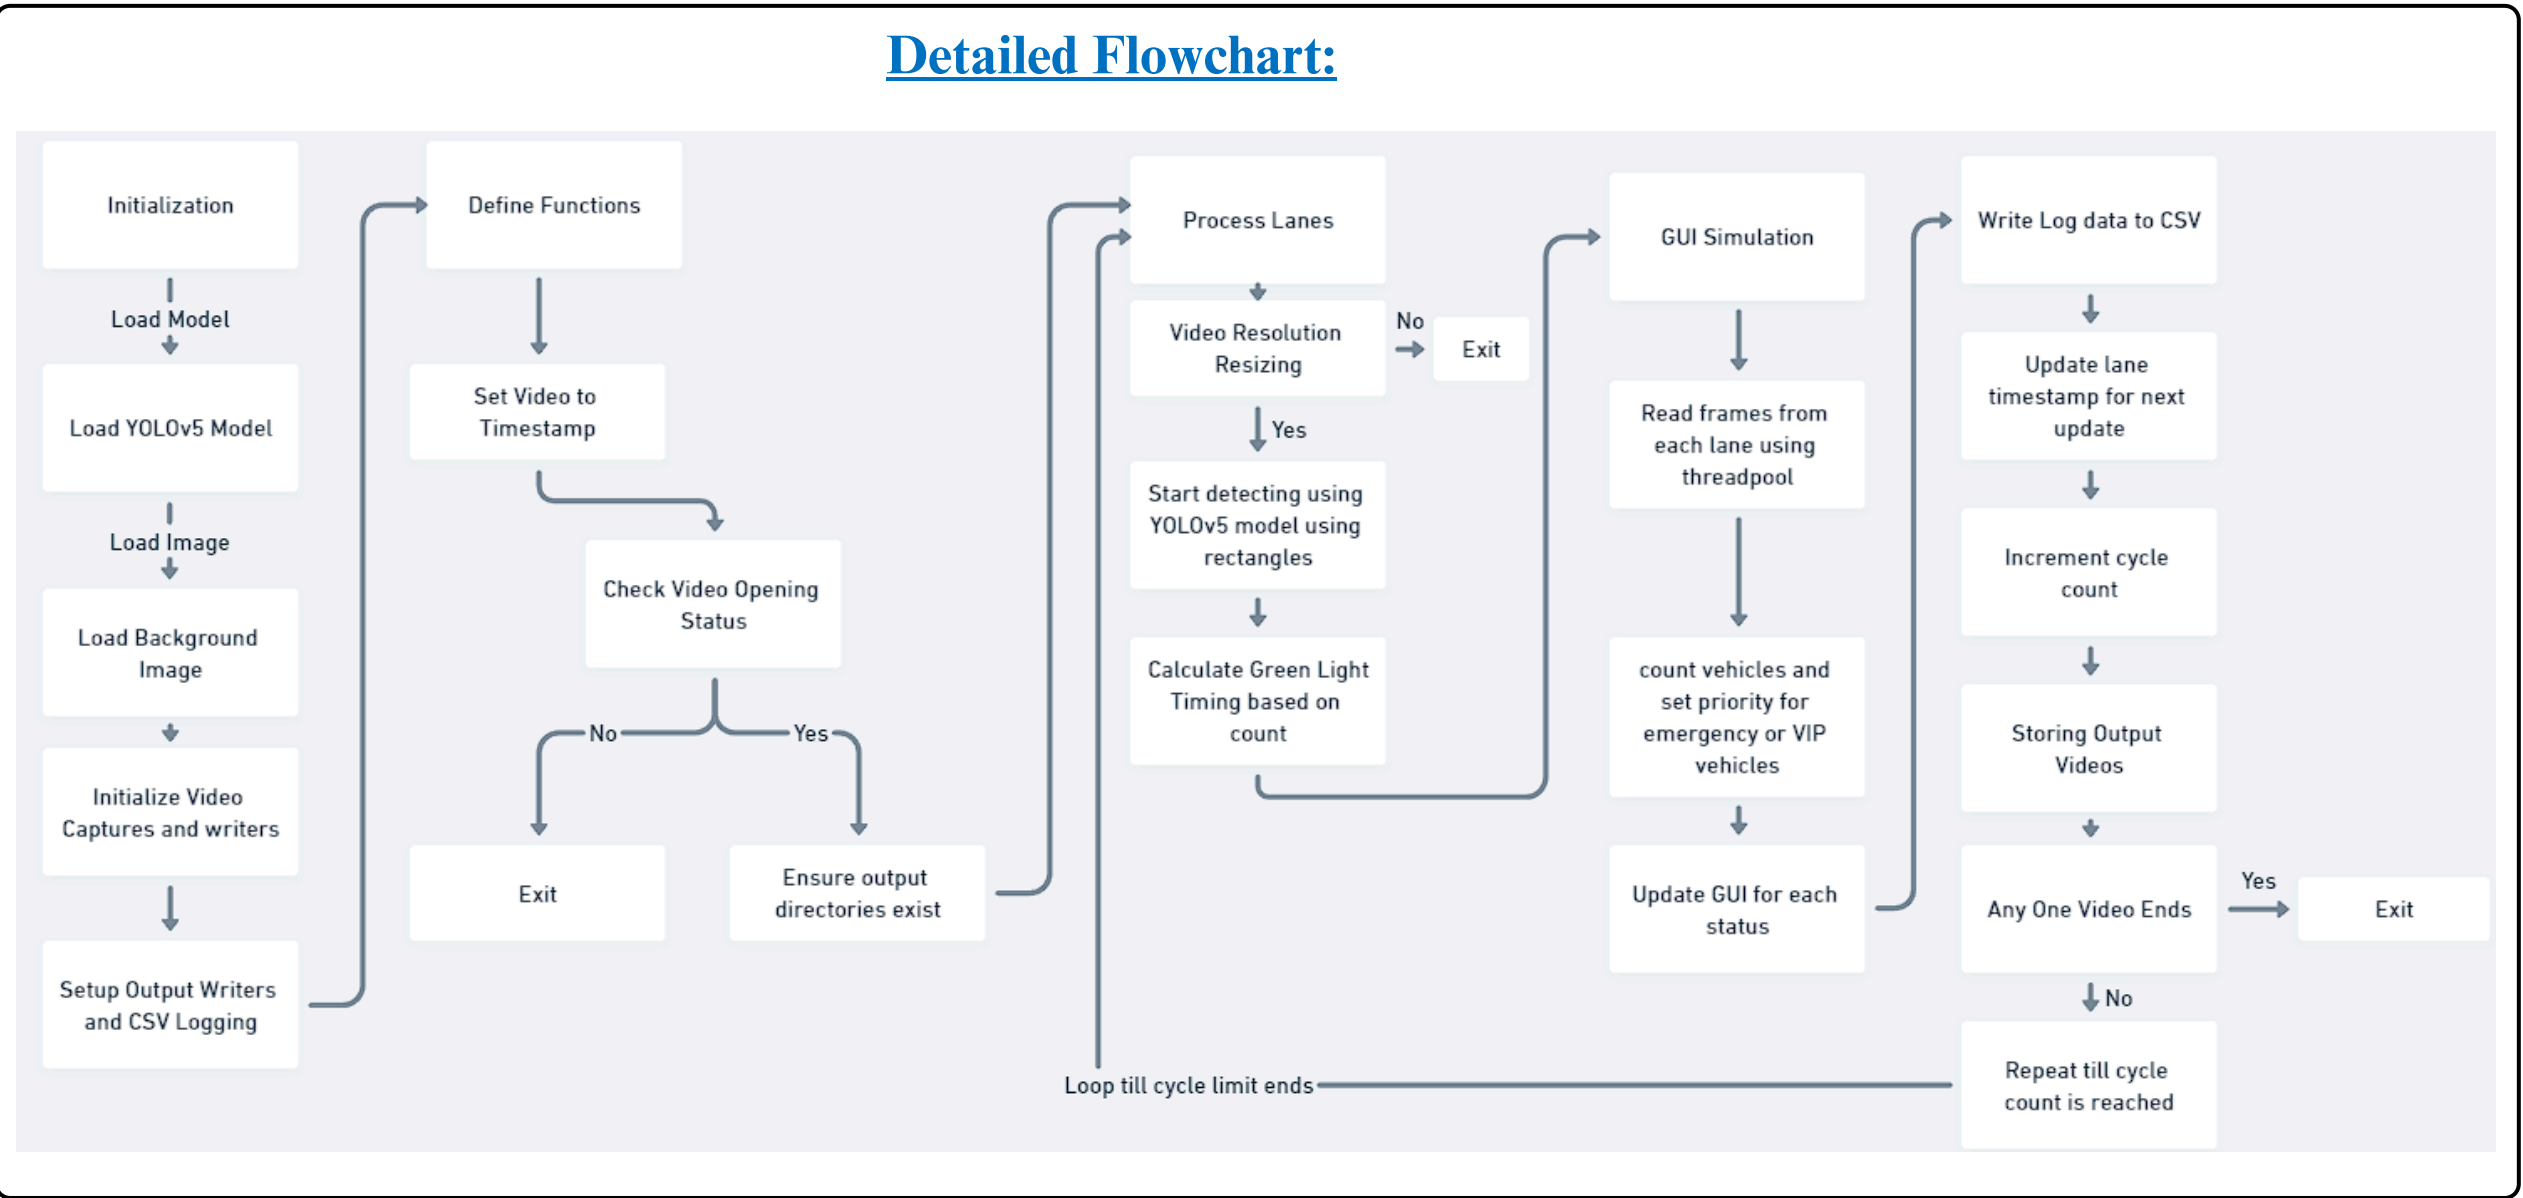 Detailed Flowchart:
Initialization
Load Model
Load YOLOv5 Model
Load Image
Load Background
Image
Initialize Video
Captures and writers
Setup Output Writers
and CSV Logging
Define Functions
Set Video to
Timestamp
Check Video Opening
Status
No
Yes
Exit
Ensure output
directories exist
Process Lanes
Video Resolution
Resizing
No
Exit
Yes
Start detecting using
YOLOv5 model using
rectangles
Calculate Green Light
Timing based on
count
GUI Simulation
Read frames from
each lane using
threadpool
count vehicles and
set priority for
emergency or VIP
vehicles
Update GUI for each
status
Write Log data to CSV
Update lane
timestamp for next
update
Increment cycle
count
Storing Output
Videos
Any One Video Ends
Yes
Exit
No
Repeat till cycle
count is reached
Loop till cycle limit ends